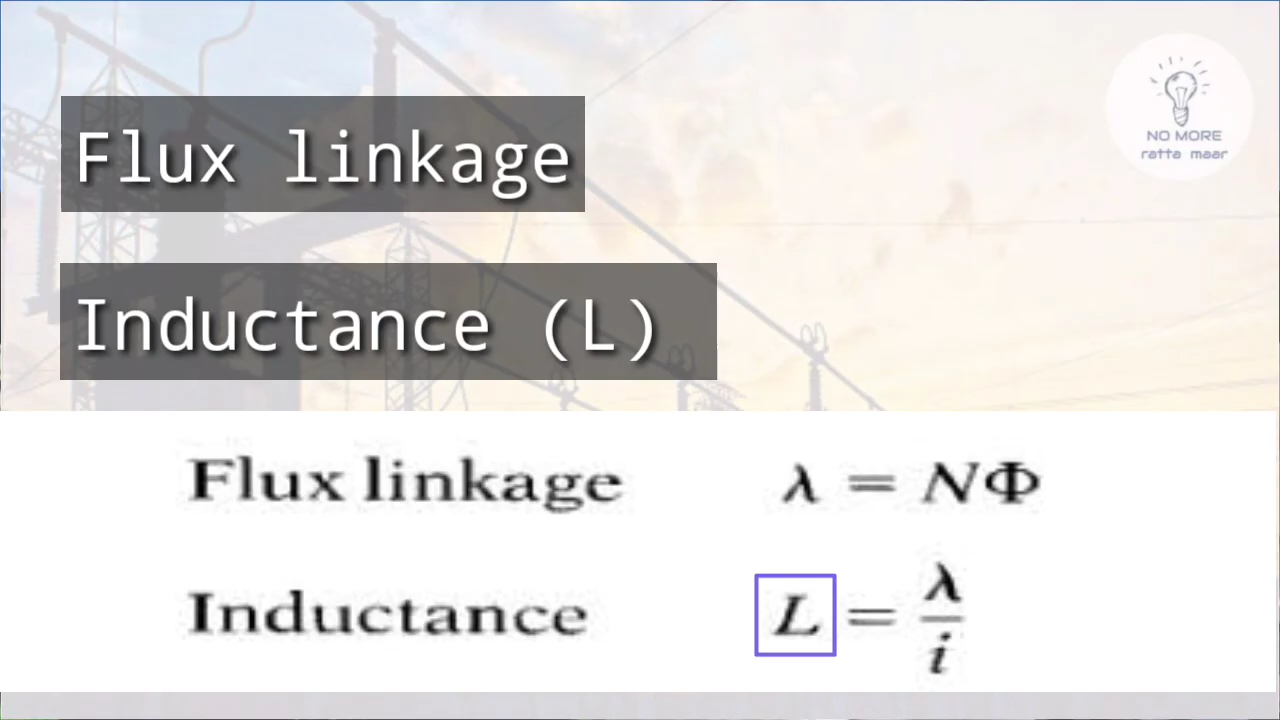 NO MORE
ratta maar
Flux linkage
Inductance (L)
Flux linkage λ = NΦ
Inductance L = λ/i